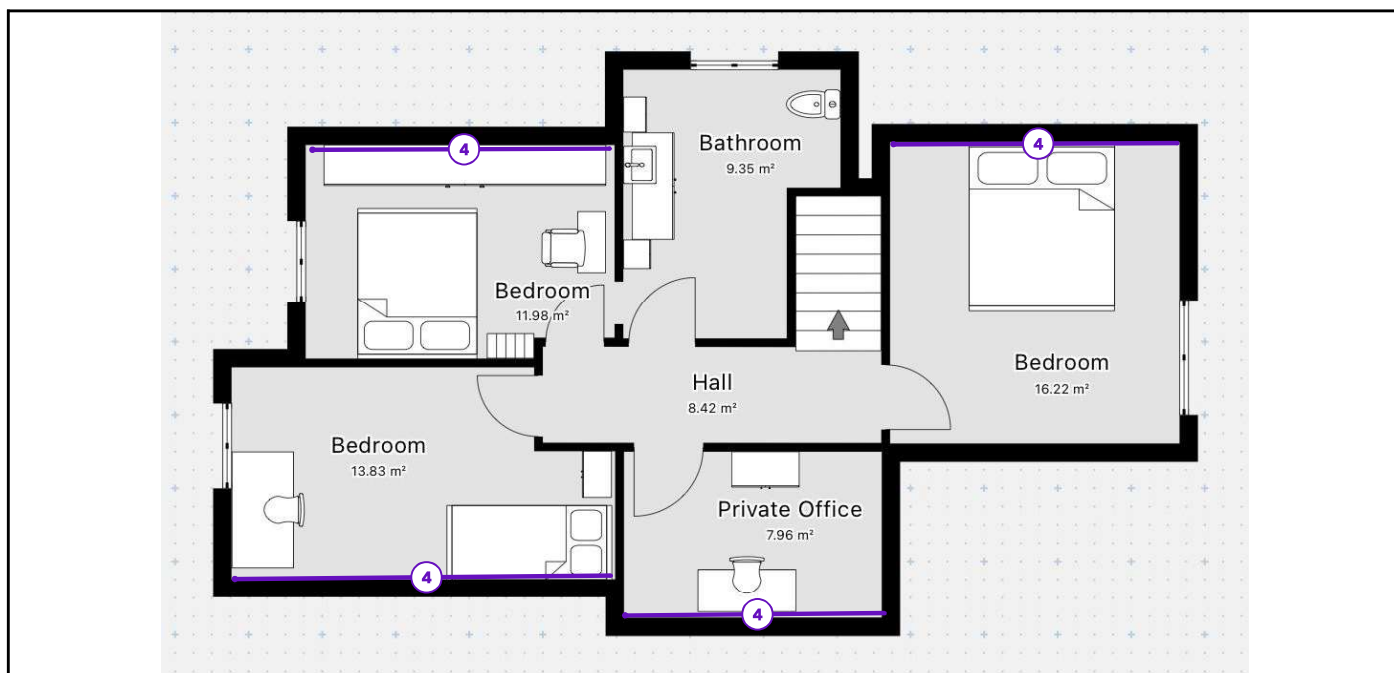 4
4
Bathroom
9.35 m²
Bedroom
11.98 m²
Bedroom
16.22 m²
Hall
8.42 m²
Bedroom
13.83 m²
Private Office
7.96 m²
4
4